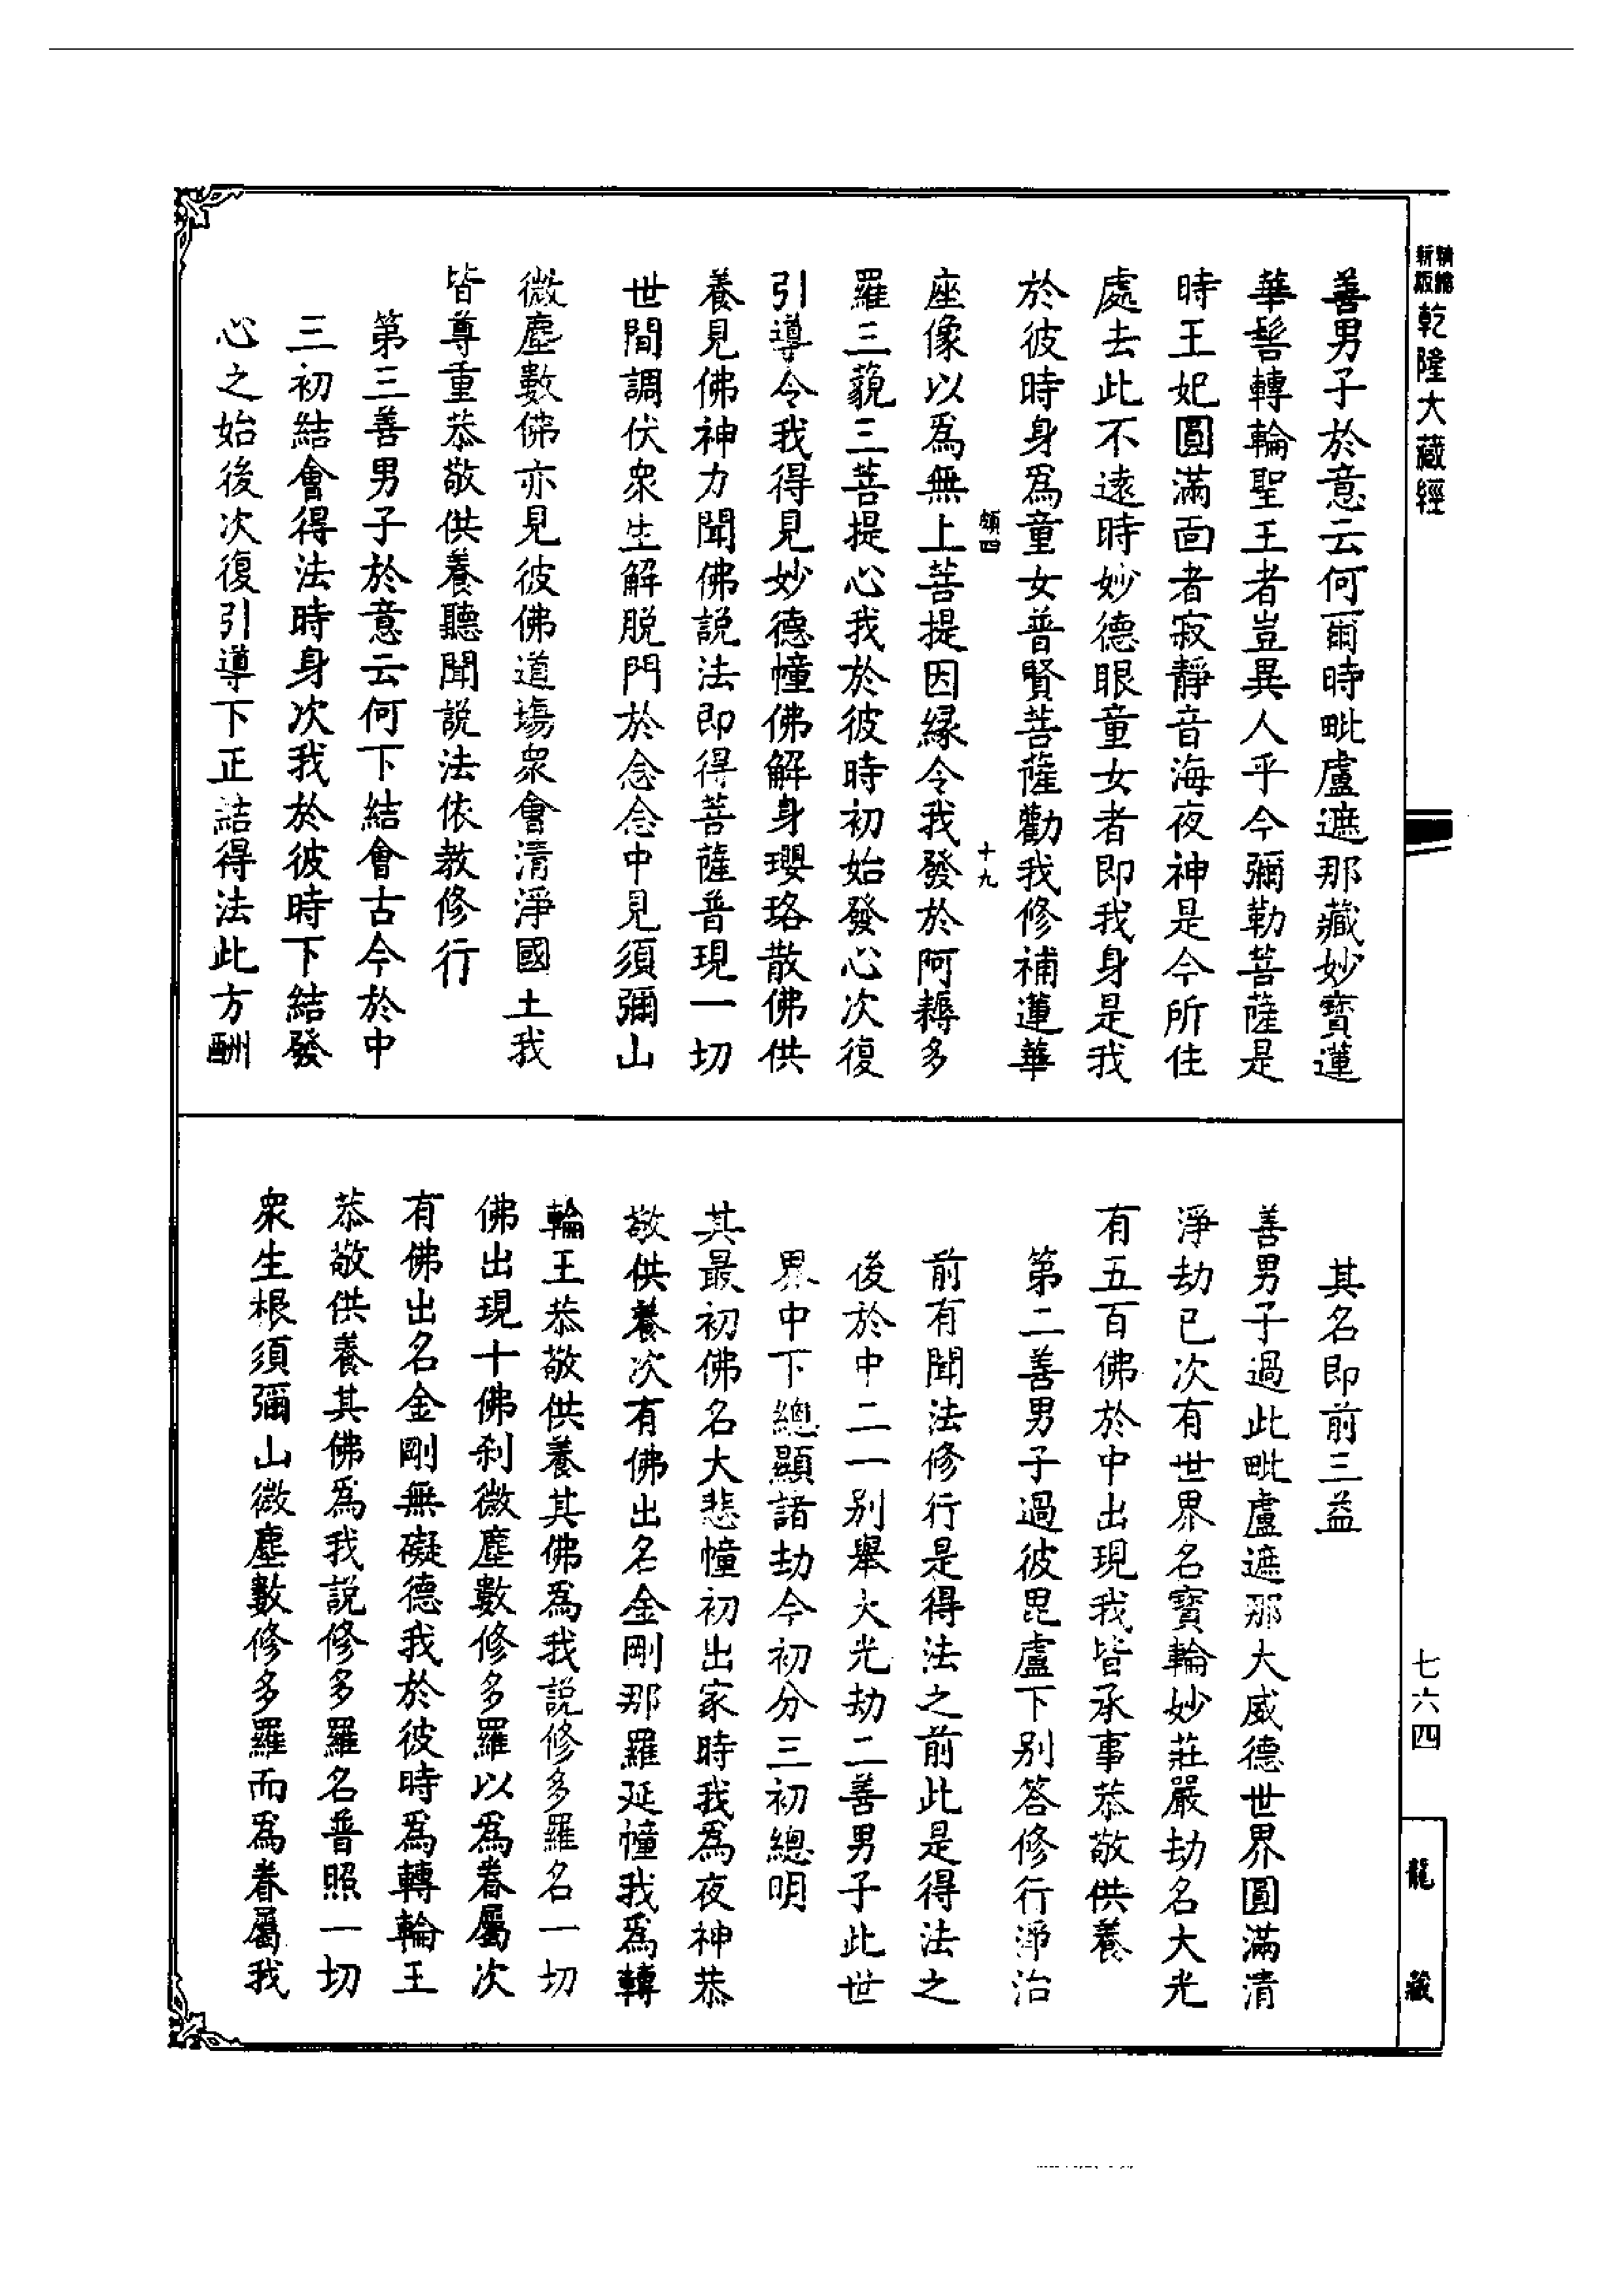 乾隆大藏經
善男子於意云何爾時毗盧遮那藏妙寶蓮
華髻轉輪聖王者豈異人乎今彌勒菩薩是
時王妃圓滿面者寂靜音海夜神是今所住
處去此不遠時妙德眼童女者即我身是我
於彼時身爲童女普賢菩薩勸我修補蓮華
十九
座像以爲無上菩提因緣令我發於阿耨多
羅三藐三菩提心我於彼時初始發心次復
引導令我得見妙德幢佛解身瓔珞散佛供
養見佛神力聞佛説法即得菩薩普現一切
世間調伏衆生解脱門於念念中見須彌山
微塵數佛亦見彼佛道場衆會清淨國土我
皆尊重恭敬供養聽聞説法依教修行
第三善男子於意云何下結會古今於中
三初結會得法時身次我於彼時下結發
心之始後次復引導下正結得法此方酬
其名即前三益
善男子過此毗盧遮那大威德世界圓滿清
淨劫已次有世界名寶輪妙莊嚴劫名大光
有五百佛於中出現我皆承事恭敬供養
第二善男子過彼毘盧下別答修行淨治
前有聞法修行是得法之前此是得法之
後於中二一別舉大光劫二善男子此世
界中下總顯諸劫今初分三初總明
其最初佛名大悲幢初出家時我爲夜神恭
敬供養次有佛出名金剛那羅延幢我爲轉
輪王恭敬供養其佛爲我説修多羅名一切
佛出現十佛刹微塵數修多羅以爲眷屬次
有佛出名金剛無礙德我於彼時爲轉輪王
恭敬供養其佛爲我説修多羅名普照一切
衆生根須彌山微塵數修多羅而爲眷屬我
七六四
龍藏